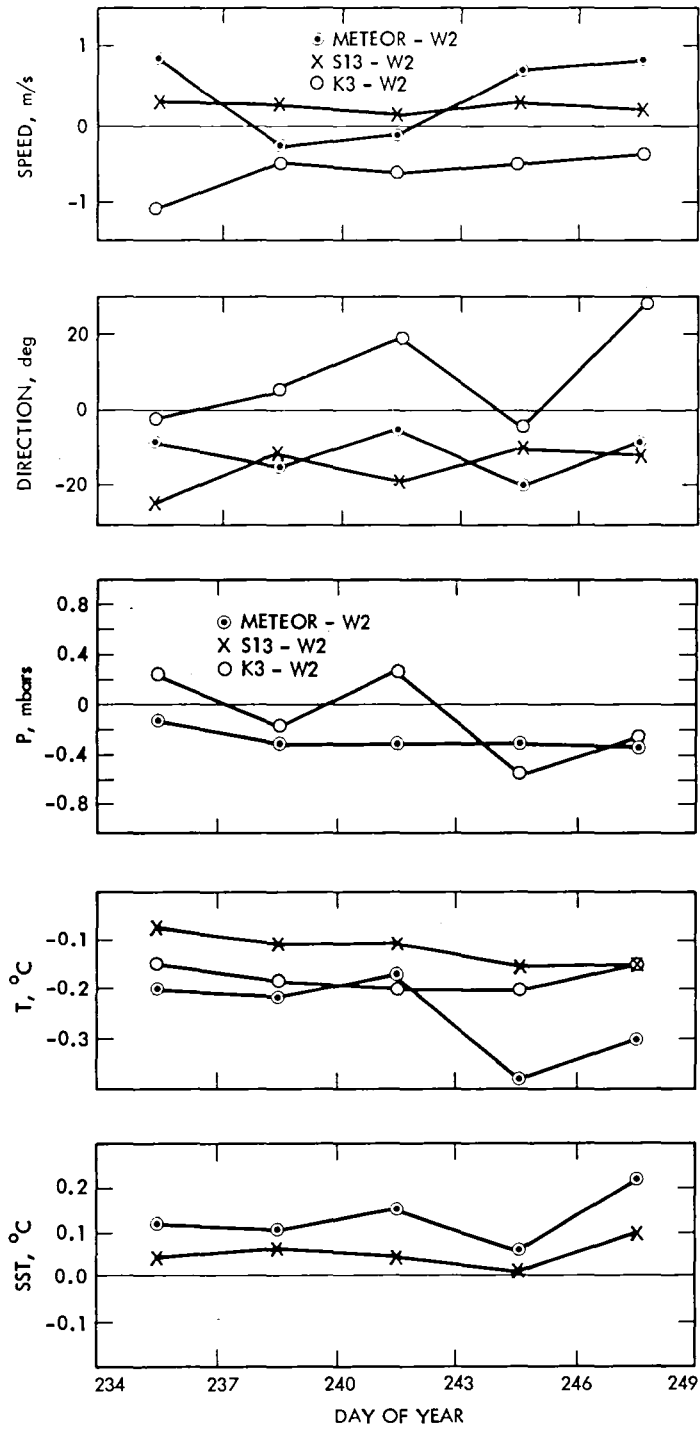 METEOR - W2
S13 - W2
K3 - W2
SPEED, m/s
1
0
-1
DIRECTION, deg
20
0
-20
METEOR - W2
S13 - W2
K3 - W2
P, mbars
0.8
0.4
0
-0.4
-0.8
T, °C
-0.1
-0.2
-0.3
SST, °C
0.2
0.1
0.0
-0.1
234 237 240 243 246 249
DAY OF YEAR